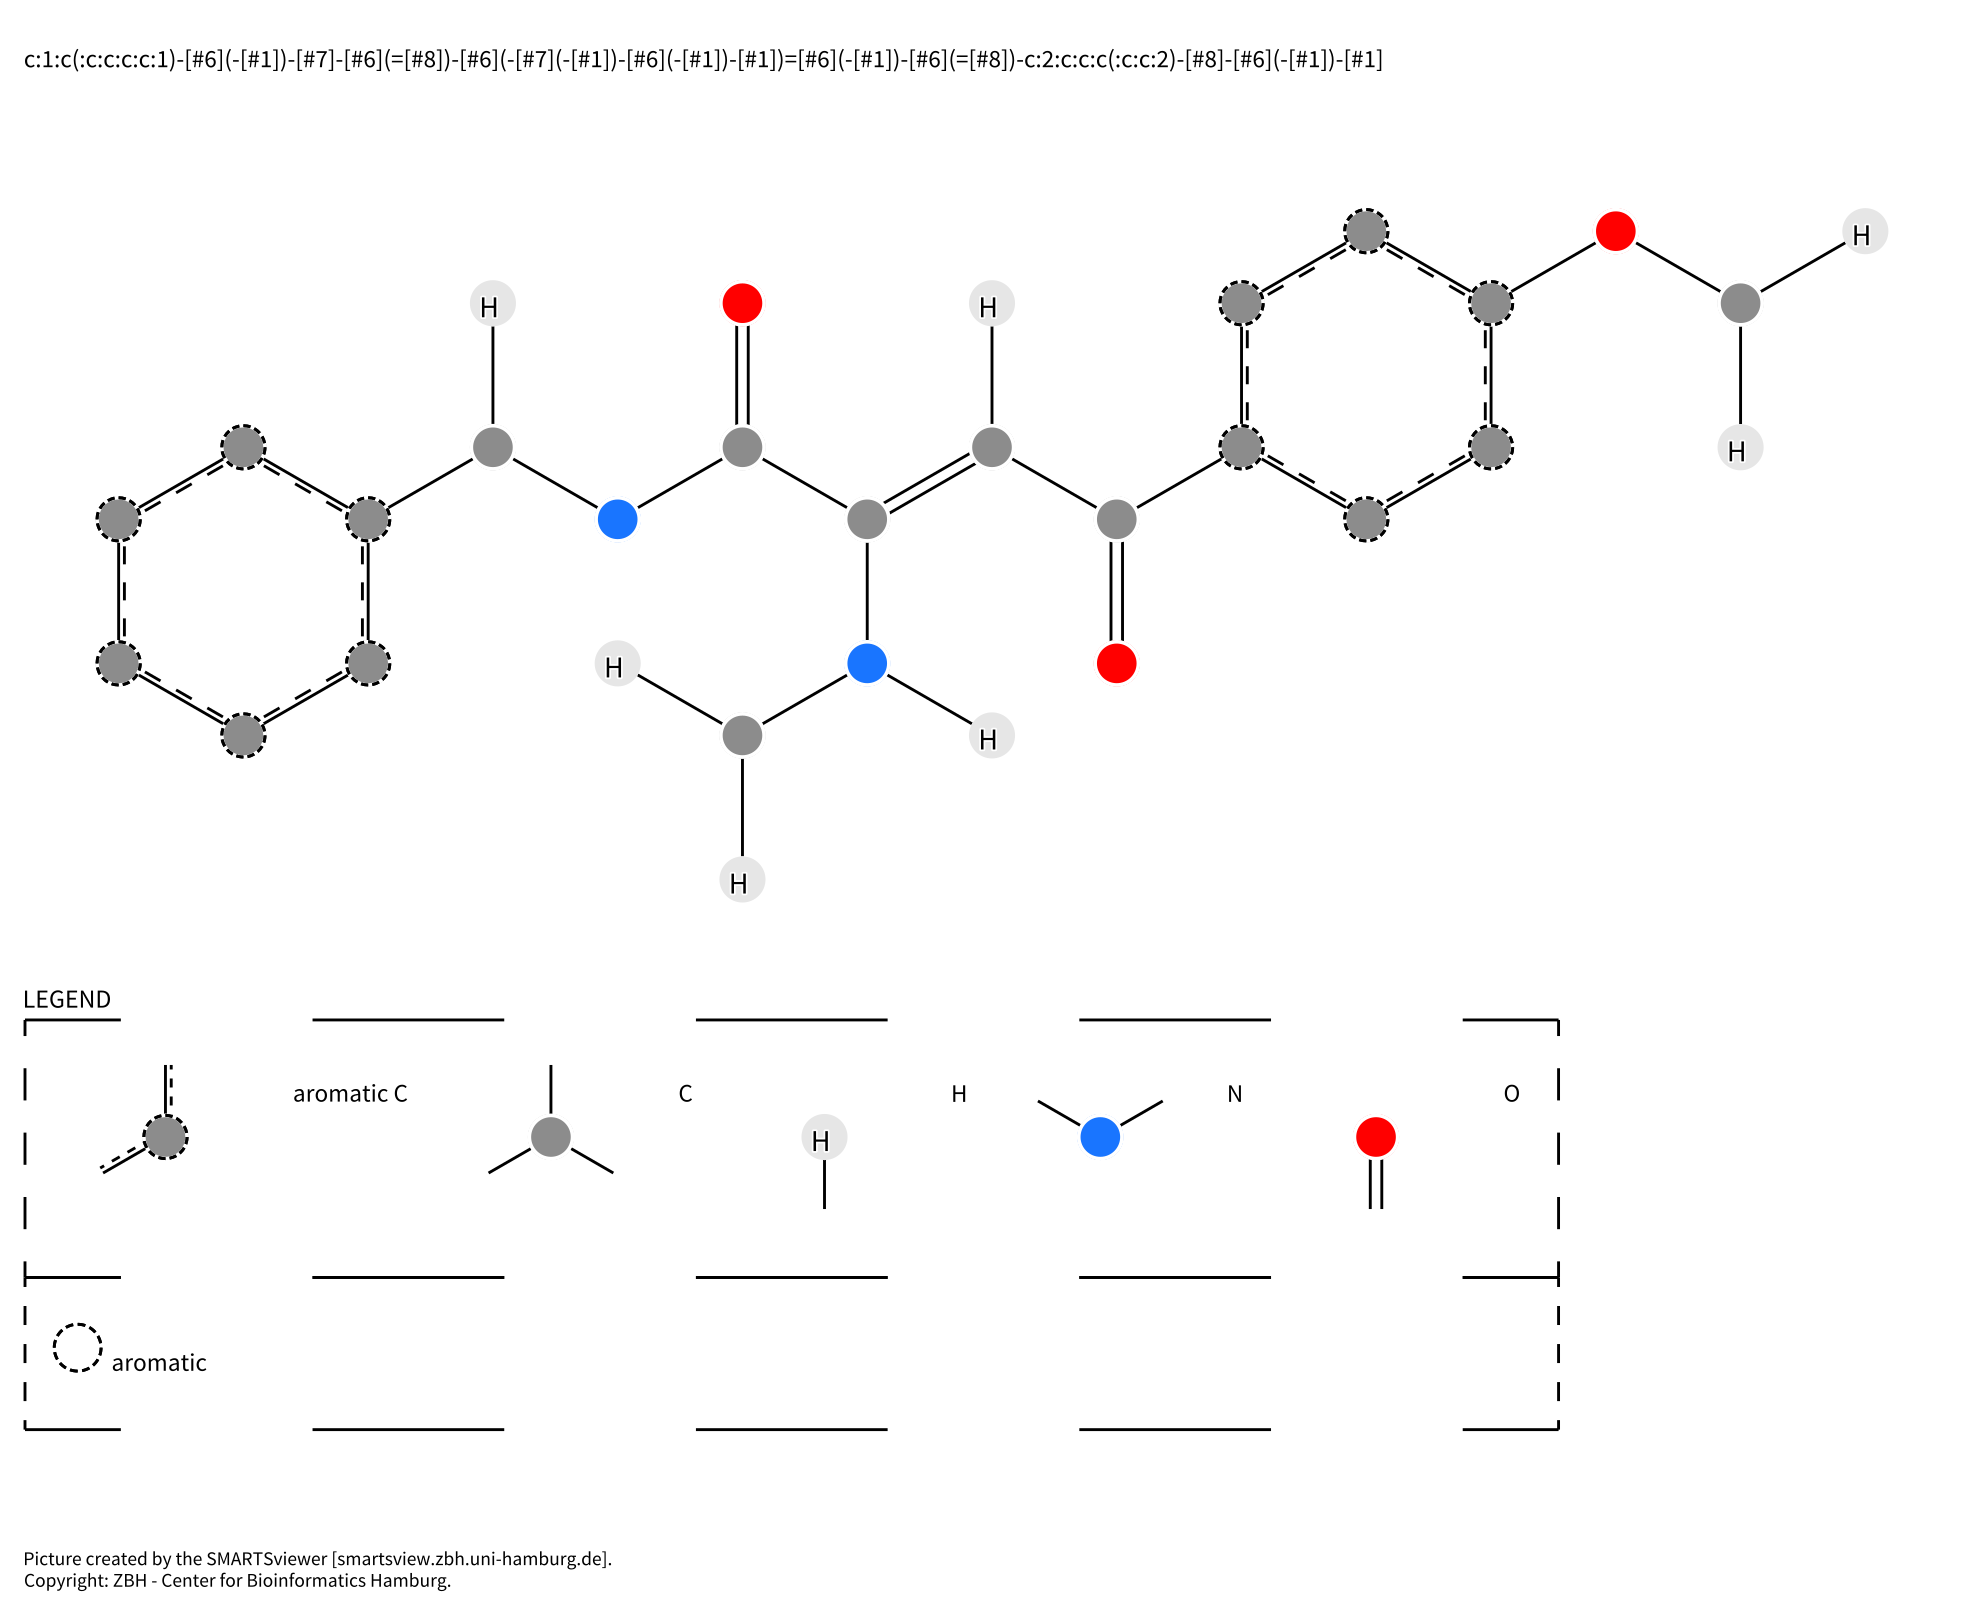 c:1:c(:c:c:c:c:1)-[#6](-[#1])-[#7]-[#6](=[#8])-[#6](-[#7](-[#1])-[#6](-[#1])-[#1])=[#6](-[#1])-[#6](=[#8])-c:2:c:c:c(:c:c:2)-[#8]-[#6](-[#1])-[#1]
H
H
H
H
H
H
H
H
LEGEND
aromatic C
C
H
H
N
O
aromatic
Picture created by the SMARTSviewer [smartsview.zbh.uni-hamburg.de].
Copyright: ZBH - Center for Bioinformatics Hamburg.